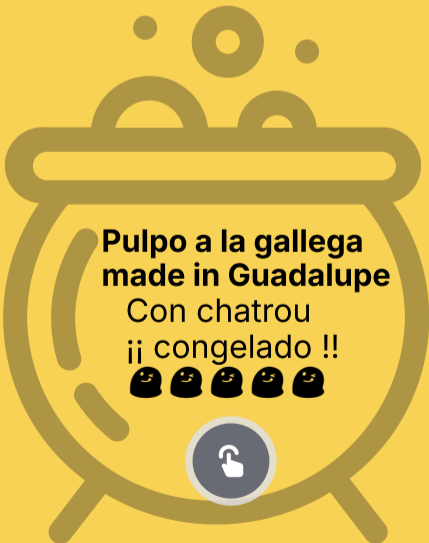 Pulpo a la gallega
made in Guadalupe
Con chatrou
¡¡ congelado !!